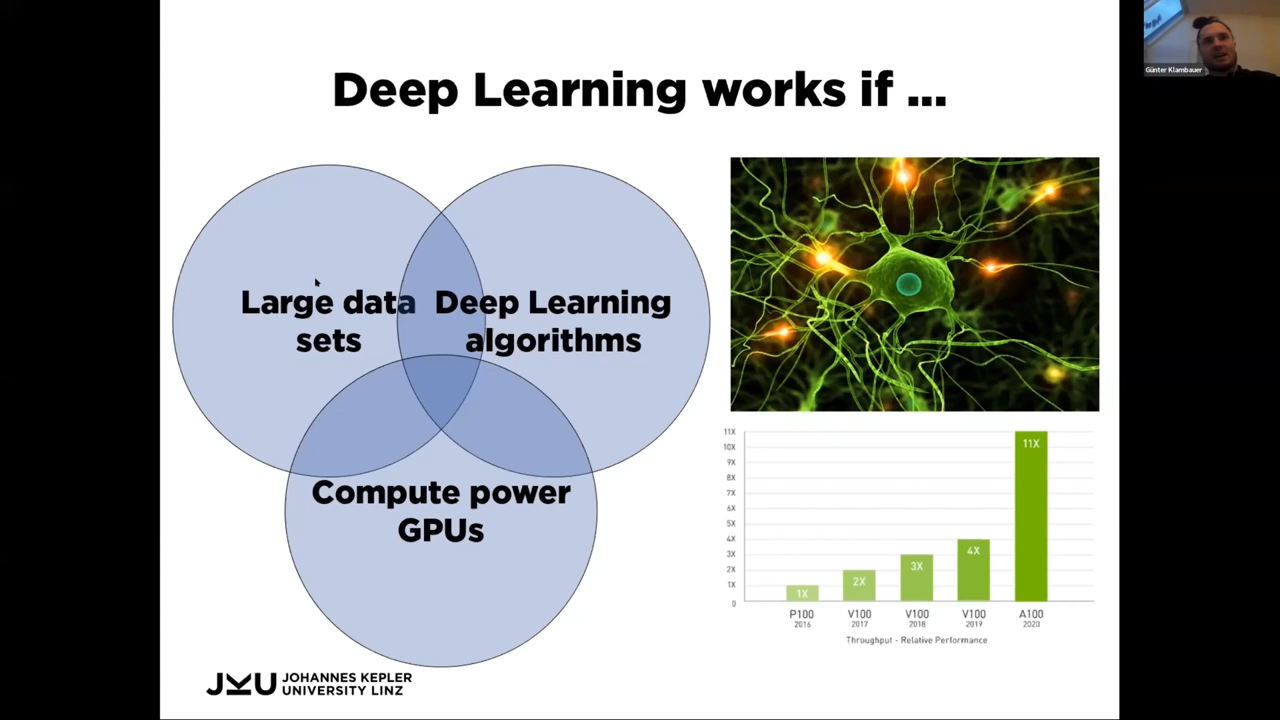 Deep Learning works if ...
Günter Klambauer
Large data
sets
Deep Learning
algorithms
Compute power
GPUs
11X
10X
9X
8X
7X
6X
5X
4X
3X
2X
1X
0
1X
2X
3X
4X
11X
P100
2016
V100
2017
V100
2018
V100
2019
A100
2020
Throughput - Relative Performance
JKU
JOHANNES KEPLER
UNIVERSITY LINZ